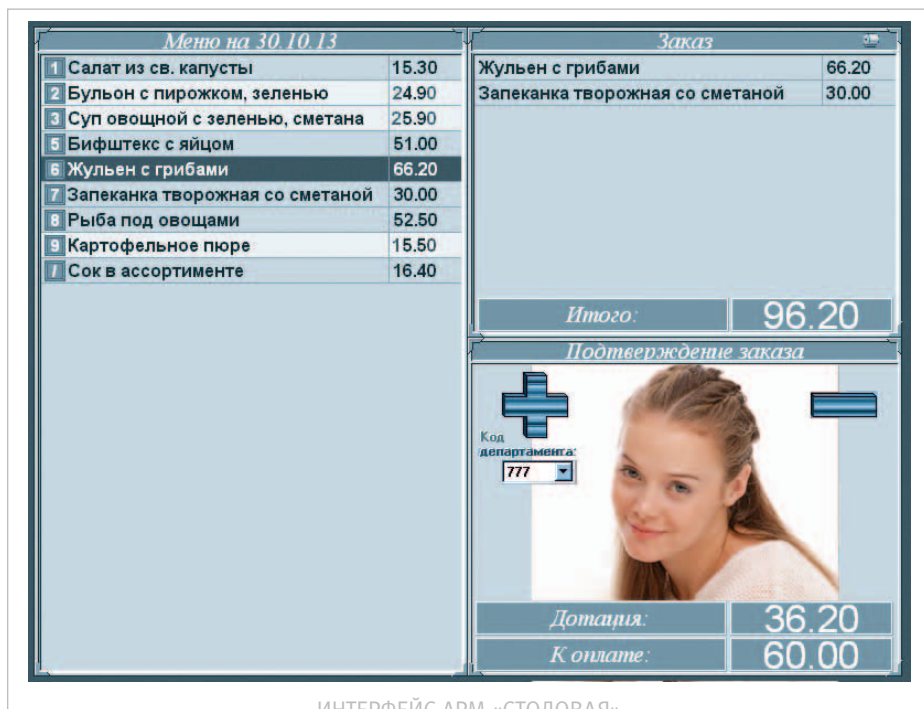 Меню на 30.10.13
1 Салат из св. капусты 15.30
2 Бульон с пирожком, зеленью 24.90
3 Суп овощной с зеленью, сметана 25.90
5 Бифштекс с яйцом 51.00
6 Жульен с грибами 66.20
7 Запеканка творожная со сметаной 30.00
8 Рыба под овощами 52.50
9 Картофельное пюре 15.50
/ Сок в ассортименте 16.40
Заказ
Жульен с грибами 66.20
Запеканка творожная со сметаной 30.00
Итого: 96.20
Подтверждение заказа
Код
департамента:
777
Дотация: 36.20
К оплате: 60.00
ИНТЕРФЕЙС АРМ «СТОЛОВАЯ»